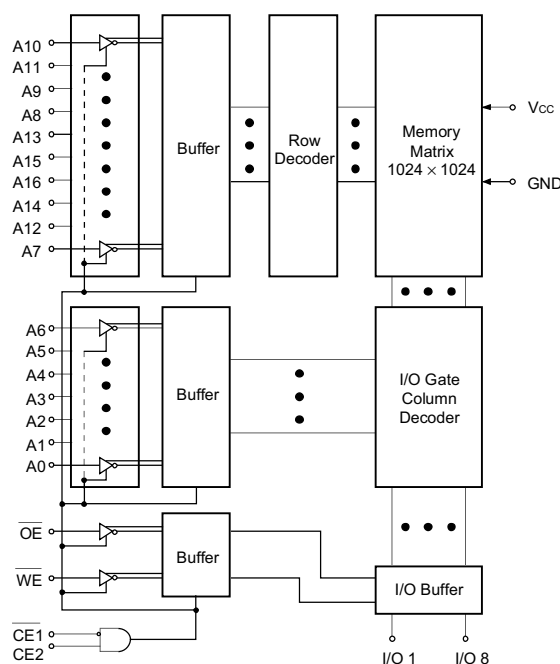 A10
A11
A9
A8
A13
A15
A16
A14
A12
A7
Buffer
Row
Decoder
Memory
Matrix
1024 × 1024
VCC
GND
A6
A5
A4
A3
A2
A1
A0
Buffer
I/O Gate
Column
Decoder
OE
WE
Buffer
I/O Buffer
CE1
CE2
I/O 1
I/O 8